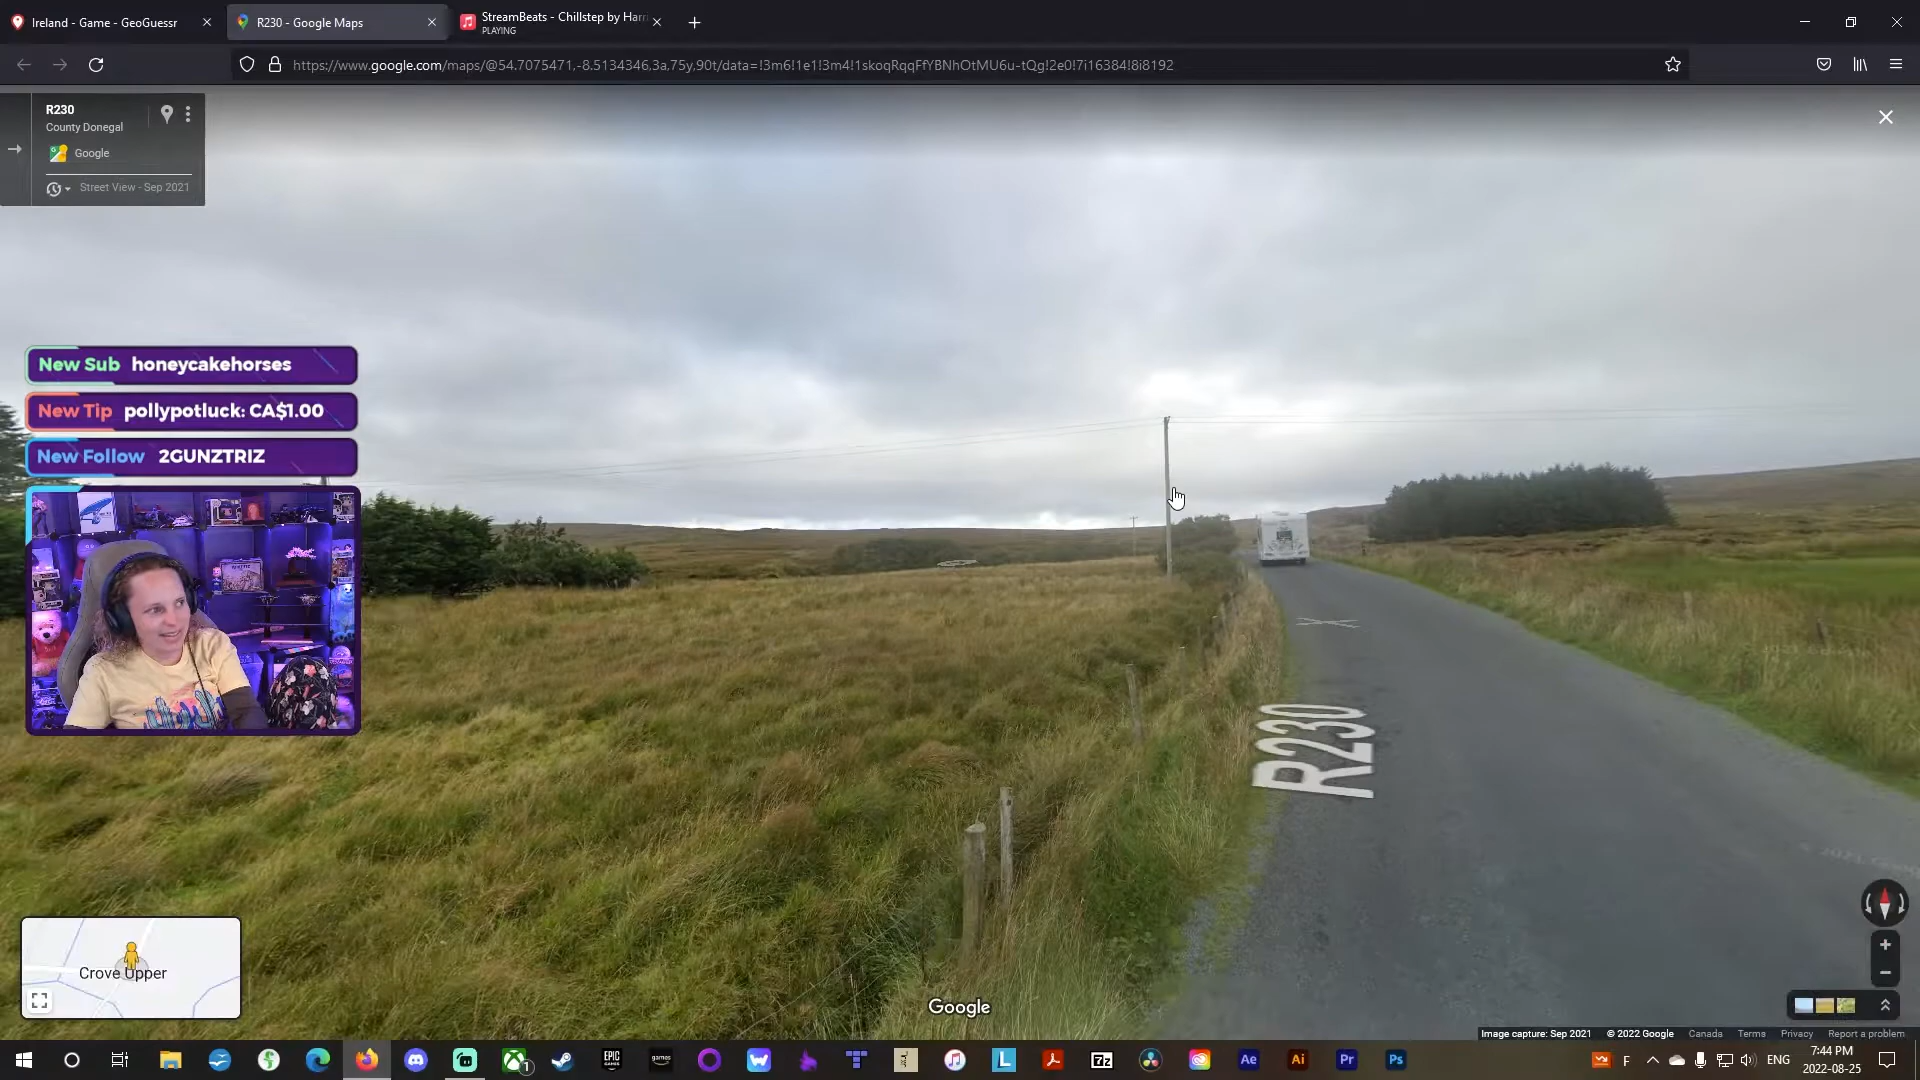 Ireland - Game - GeoGuessr
R230 - Google Maps
StreamBeats - Chillstep by Harri
PLAYING
https://www.google.com/maps/@54.7075471,-8.5134346,3a,75y,90t/data=!3m6!1e1!3m4!1skoqRqqFfYBNhOtMU6u-tQg!2e0!7i16384!8i8192
R230
County Donegal
Google
Street View - Sep 2021
New Sub honeycakehorses
New Tip pollypotluck: CA$1.00
New Follow 2GUNZTRIZ
R230
Crove Upper
Google
Image capture: Sep 2021 © 2022 Google Canada Terms Privacy Report a problem
ENG
7:44 PM
2022-08-25